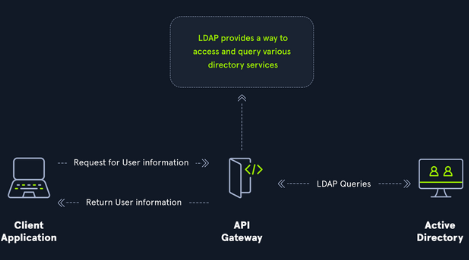 LDAP provides a way to
access and query various
directory services
Request for User information
</>
LDAP Queries
Return User information
Client
Application
API
Gateway
Active
Directory